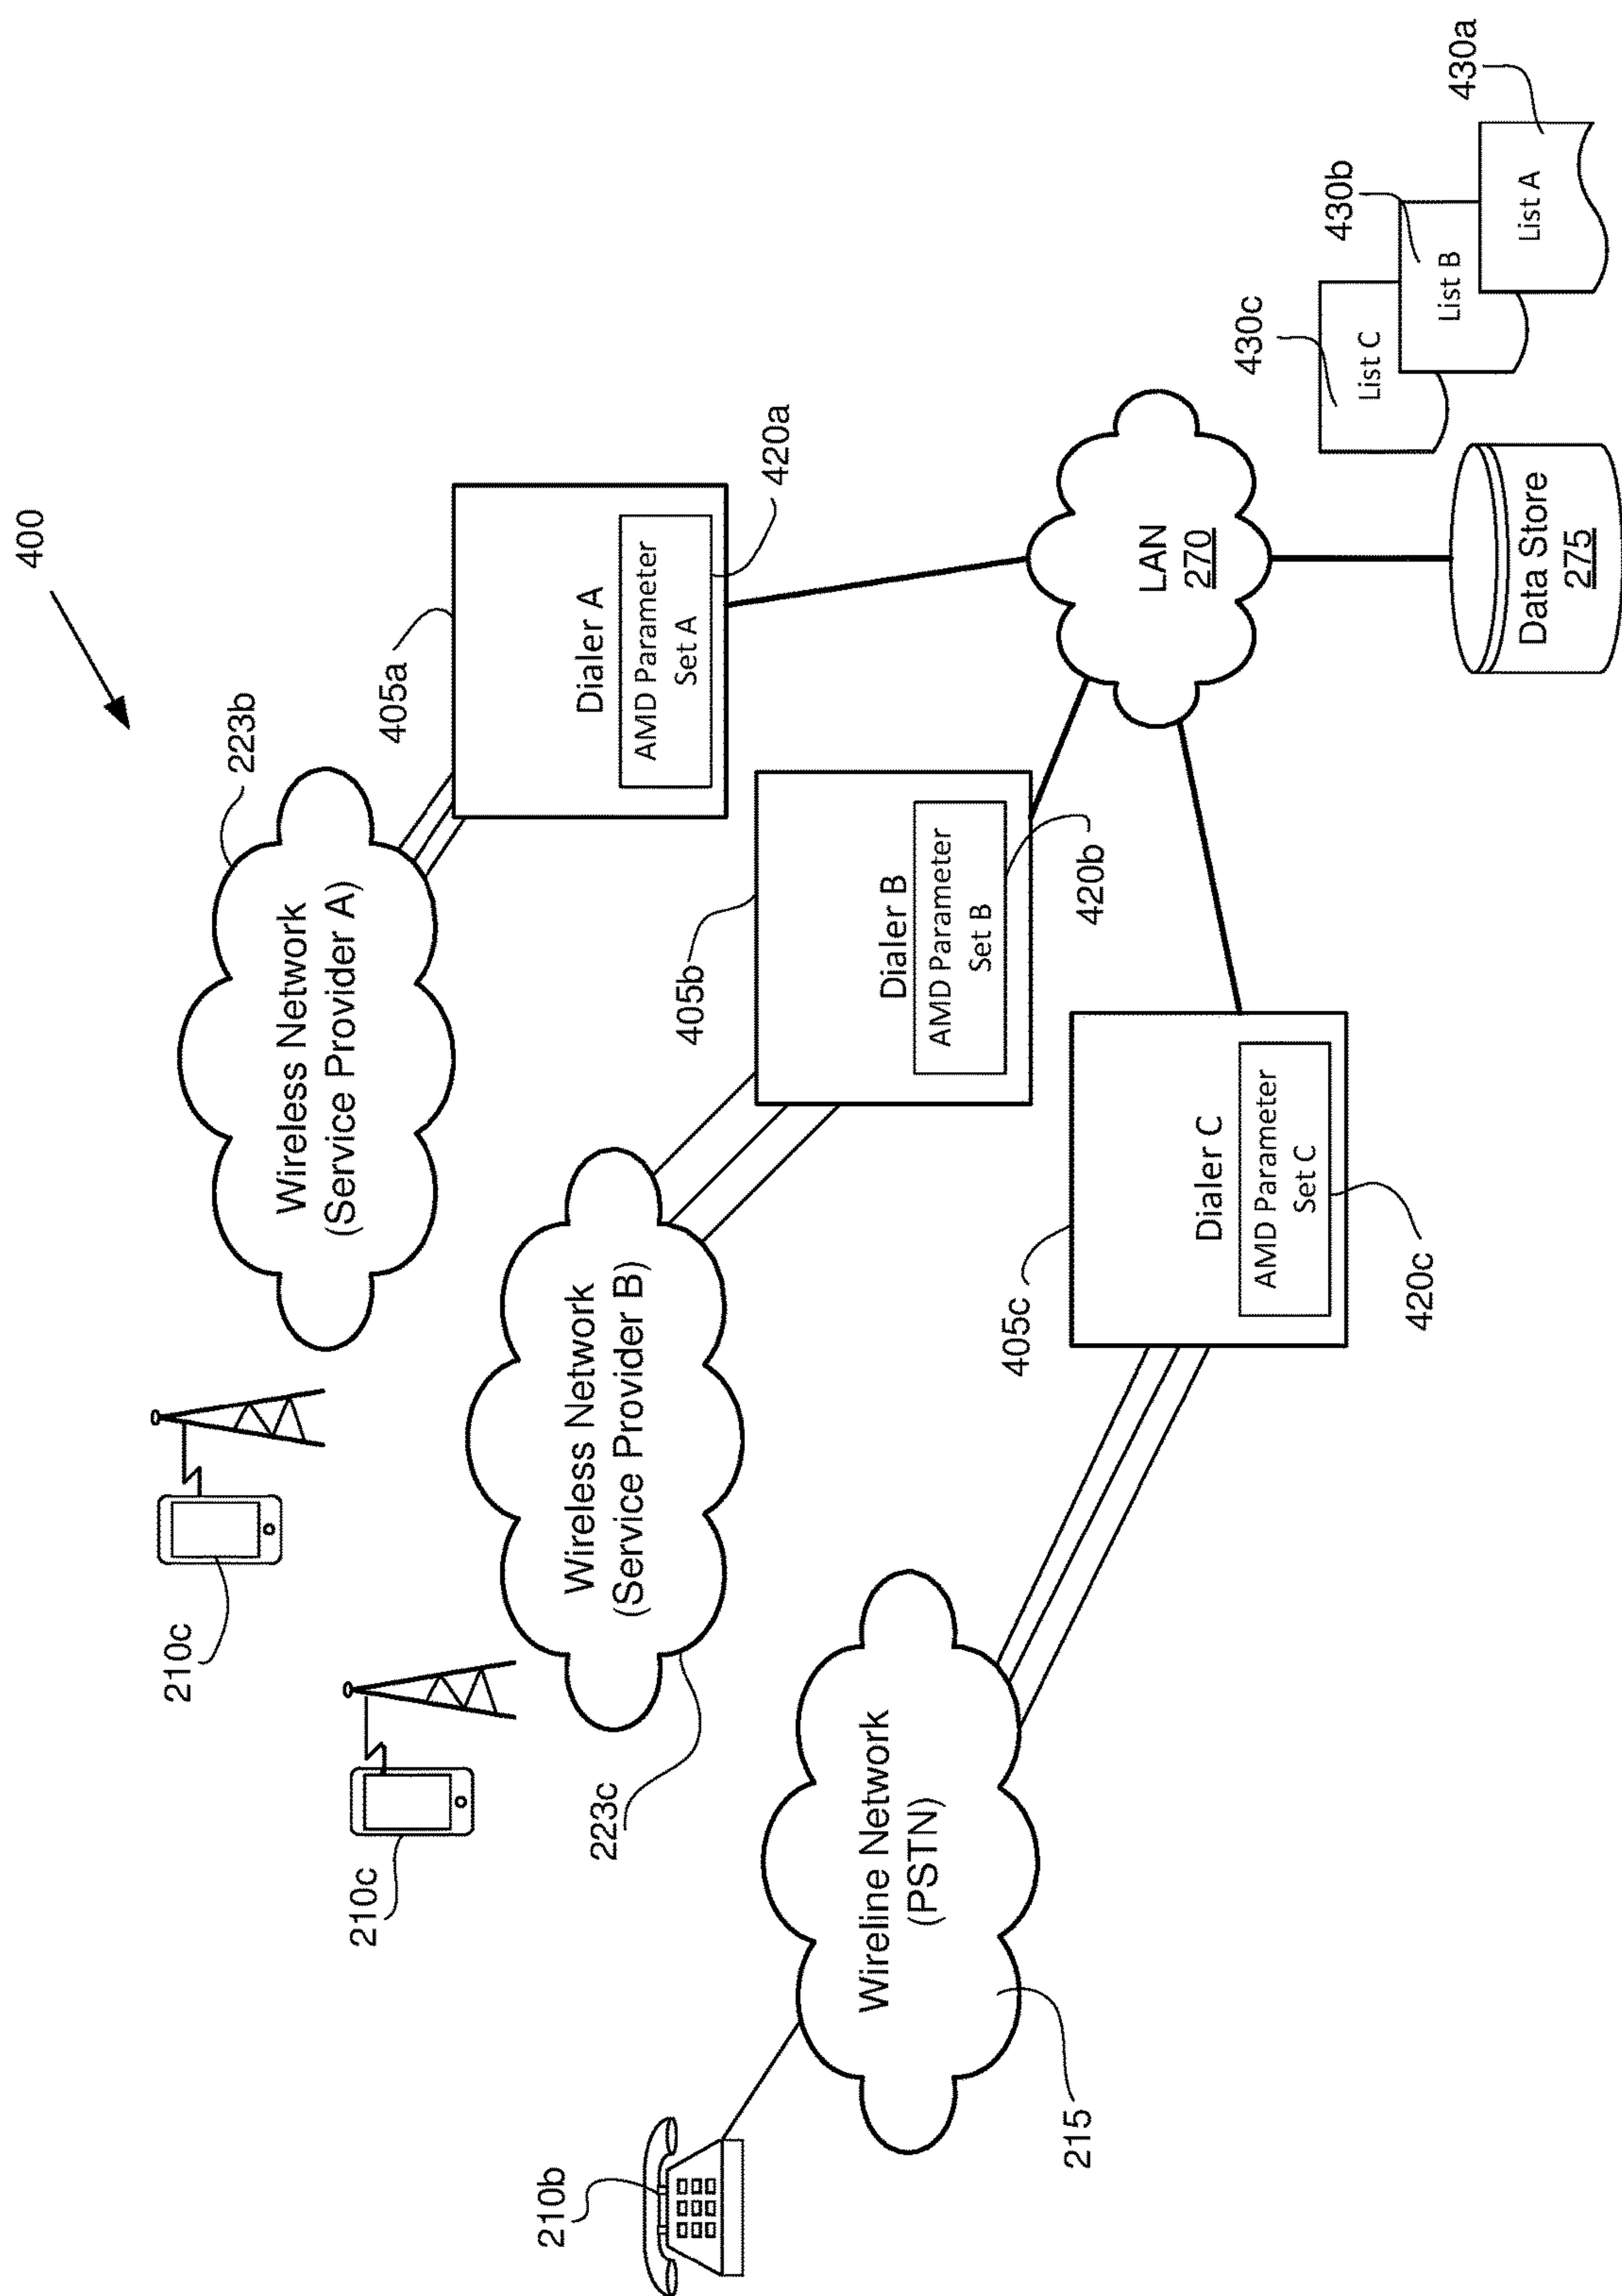 400
210c
Wireless Network
(Service Provider A)
223b
210c
Wireless Network
(Service Provider B)
223c
405a
Dialer A
AMD Parameter
Set A
420a
405b
Dialer B
AMD Parameter
Set B
420b
210b
Wireline Network
(PSTN)
215
405c
Dialer C
AMD Parameter
Set C
420c
LAN
270
430c
List C
430b
List B
430a
List A
Data Store
275